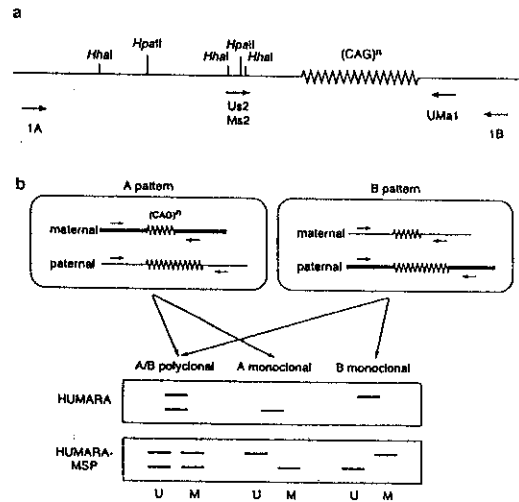 a
HhaI
HpaII
HhaI
HpaII
HhaI
(CAG)n
1A
Us2
Ms2
UMa1
1B
b
A pattern
B pattern
maternal
(CAG)n
paternal
maternal
paternal
A/B polyclonal
A monoclonal
B monoclonal
HUMARA
HUMARA-
MSP
U M U M U M